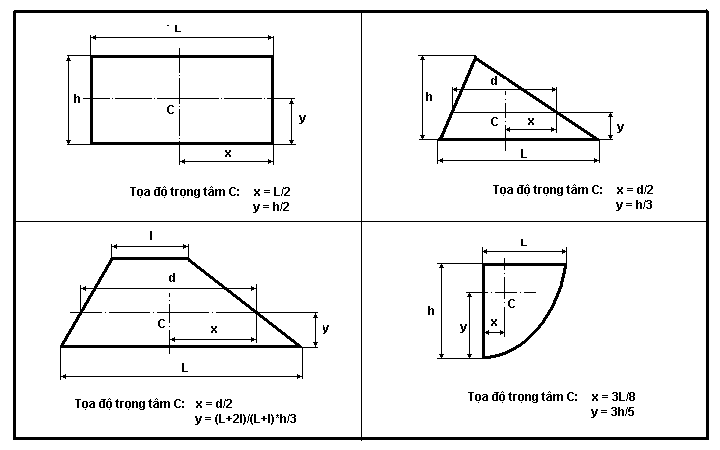 L
h
C
y
x
Tọa độ trọng tâm C: x = L/2
y = h/2
d
h
C
x
y
L
Tọa độ trọng tâm C: x = d/2
y = h/3
l
d
C
x
y
L
Tọa độ trọng tâm C: x = d/2
y = (L+2l)/(L+l)*h/3
L
h
C
x
y
Tọa độ trọng tâm C: x = 3L/8
y = 3h/5